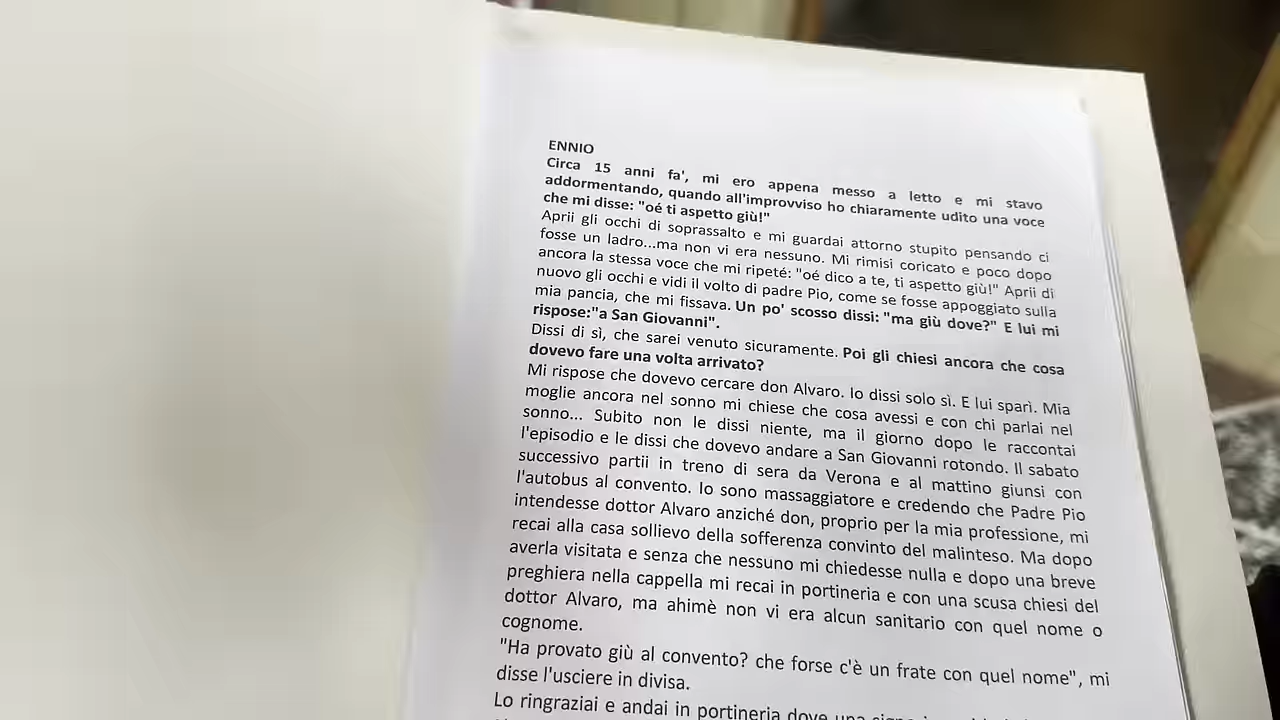 ENNIO
Circa 15 anni fa', mi ero appena messo a letto e mi stavo
addormentando, quando all'improvviso ho chiaramente udito una voce
che mi disse: "oé ti aspetto giù!"
Aprii gli occhi di soprassalto e mi guardai attorno stupito pensando ci
fosse un ladro...ma non vi era nessuno. Mi rimisi coricato e poco dopo
ancora la stessa voce che mi ripeté: "oé dico a te, ti aspetto giù!" Aprii di
nuovo gli occhi e vidi il volto di padre Pio, come se fosse appoggiato sulla
mia pancia, che mi fissava. Un po' scosso dissi: "ma giù dove?" E lui mi
rispose:"a San Giovanni".
Dissi di sì, che sarei venuto sicuramente. Poi gli chiesi ancora che cosa
dovevo fare una volta arrivato?
Mi rispose che dovevo cercare don Alvaro. Io dissi solo sì. E lui sparì. Mia
moglie ancora nel sonno mi chiese che cosa avessi e con chi parlai nel
sonno... Subito non le dissi niente, ma il giorno dopo le raccontai
l'episodio e le dissi che dovevo andare a San Giovanni rotondo. Il sabato
successivo partii in treno di sera da Verona e al mattino giunsi con
l'autobus al convento. Io sono massaggiatore e credendo che Padre Pio
intendesse dottor Alvaro anziché don, proprio per la mia professione, mi
recai alla casa sollievo della sofferenza convinto del malinteso. Ma dopo
averla visitata e senza che nessuno mi chiedesse nulla e dopo una breve
preghiera nella cappella mi recai in portineria e con una scusa chiesi del
dottor Alvaro, ma ahimè non vi era alcun sanitario con quel nome o
cognome.
"Ha provato giù al convento? che forse c'è un frate con quel nome", mi
disse l'usciere in divisa.
Lo ringraziai e andai in portineria dove una